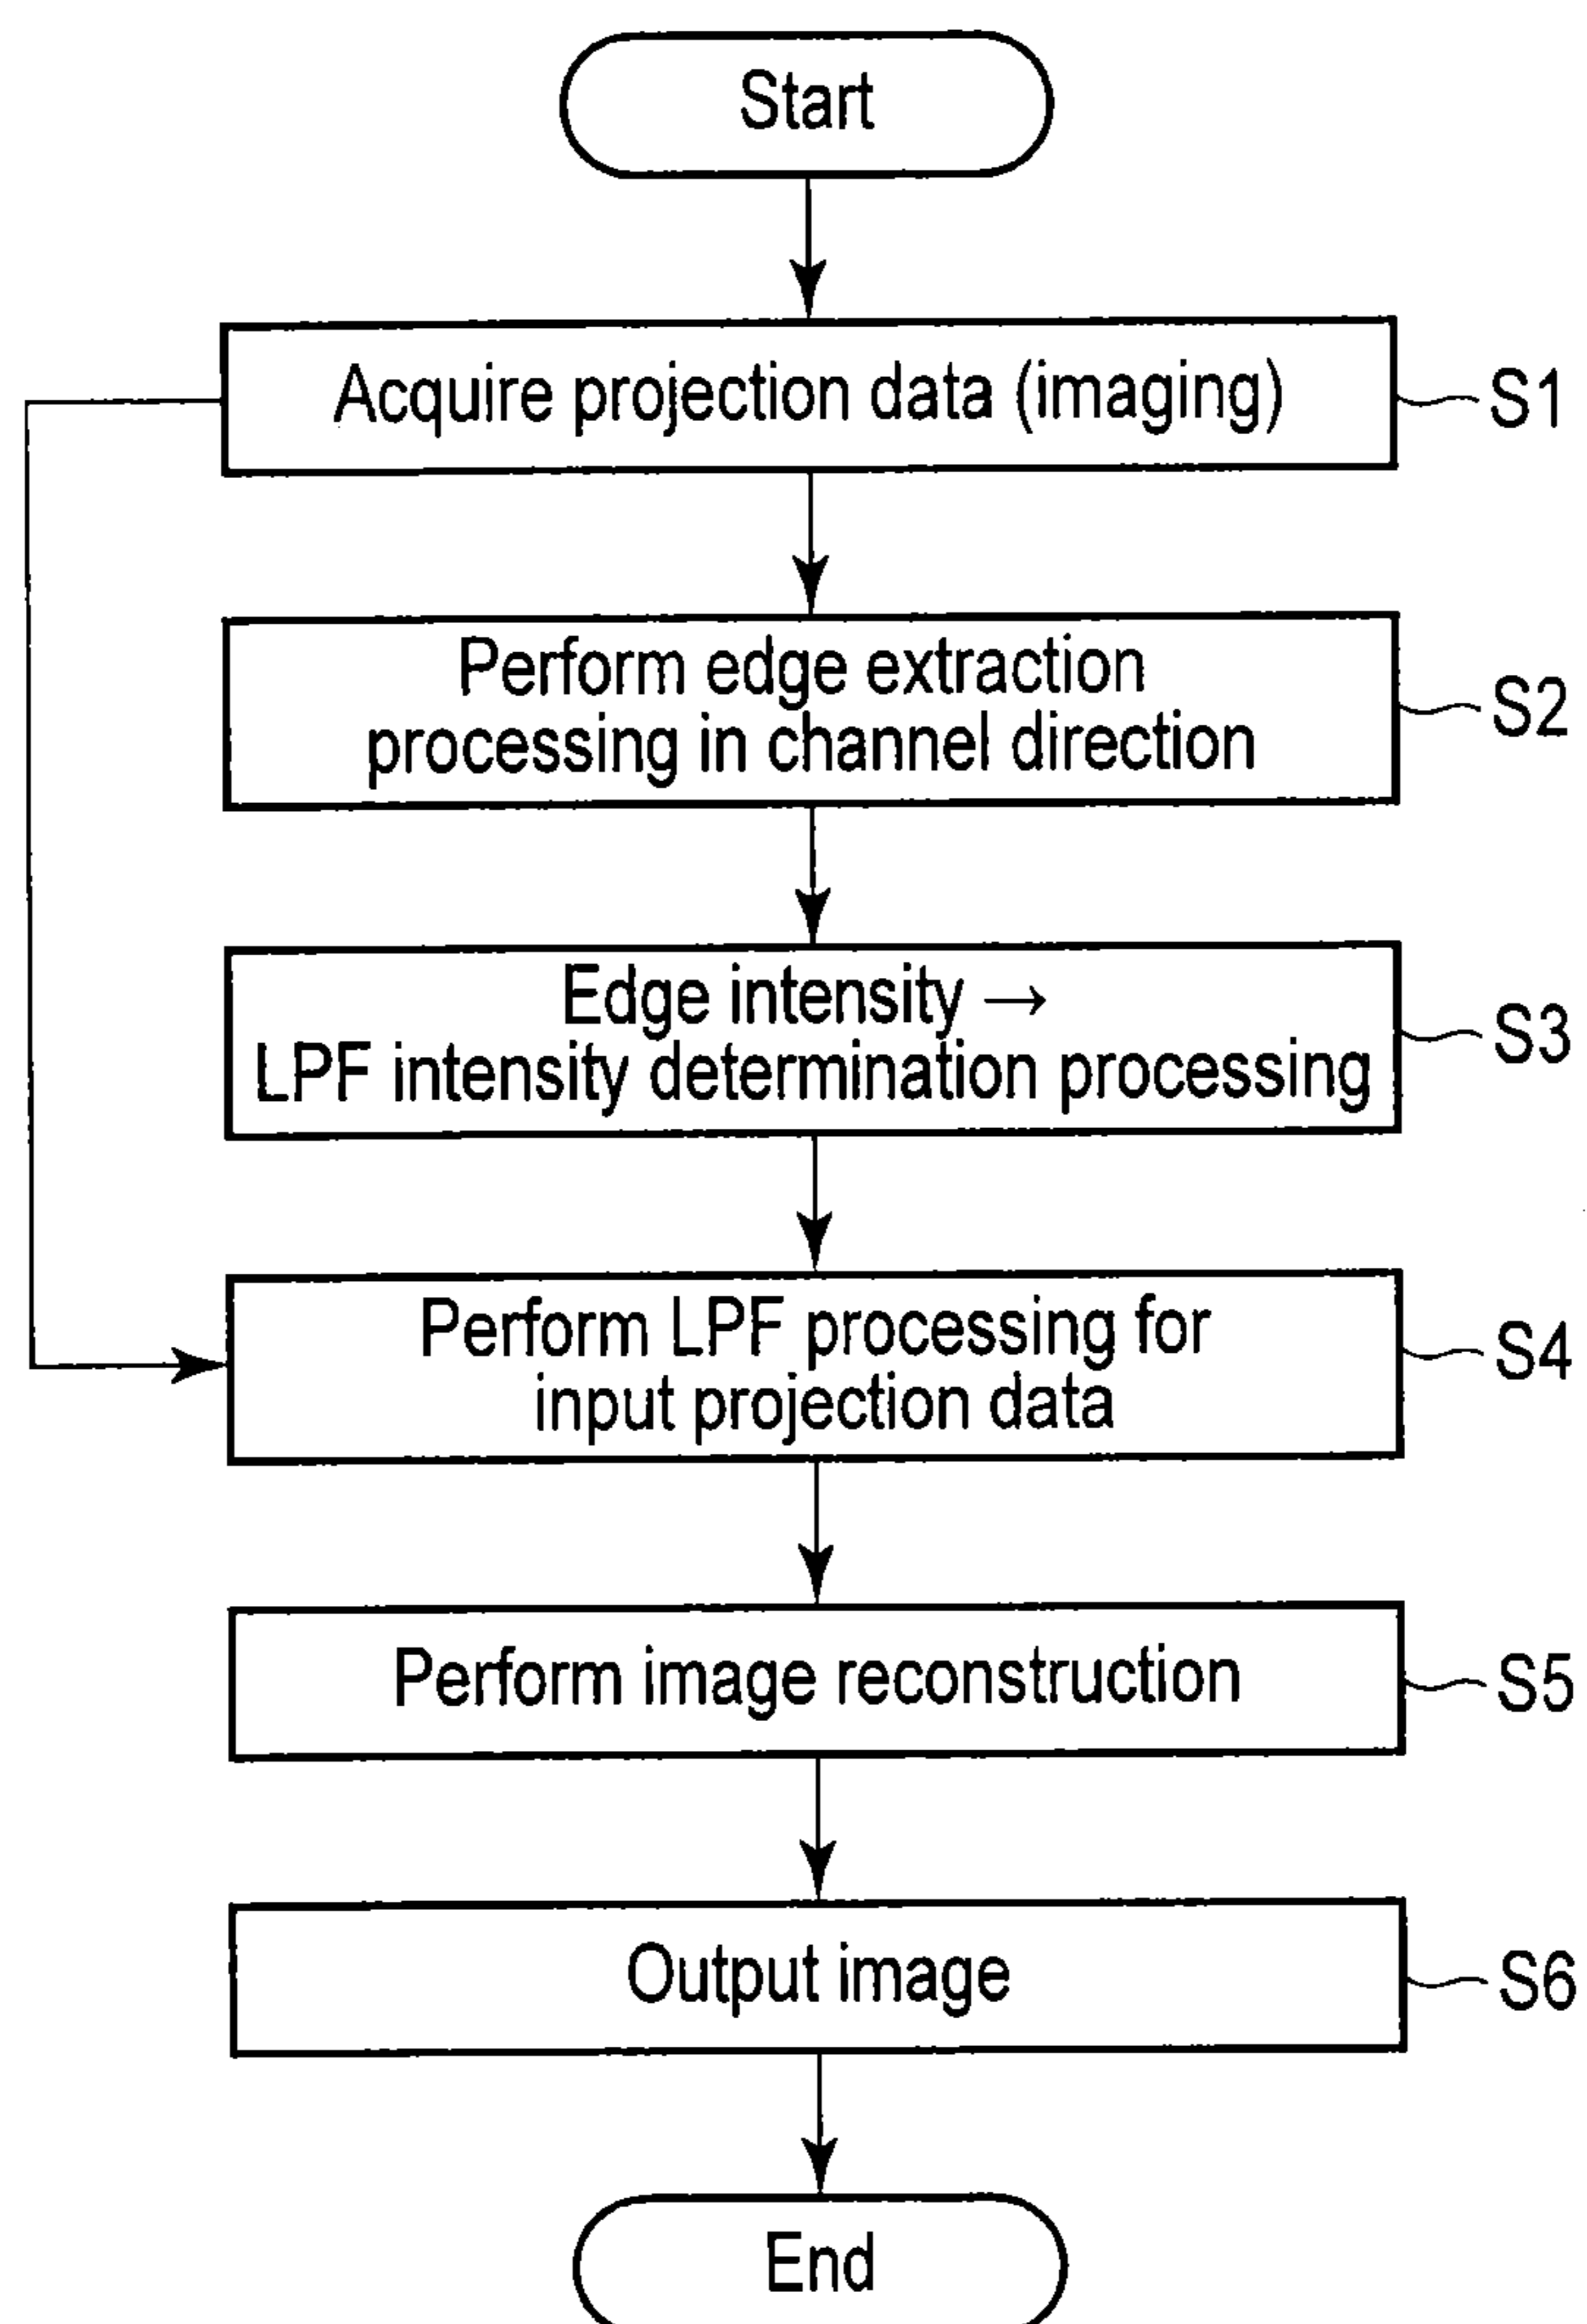 Start
Acquire projection data (imaging)
S1
Perform edge extraction
processing in channel direction
S2
Edge intensity →
LPF intensity determination processing
S3
Perform LPF processing for
input projection data
S4
Perform image reconstruction
S5
Output image
S6
End